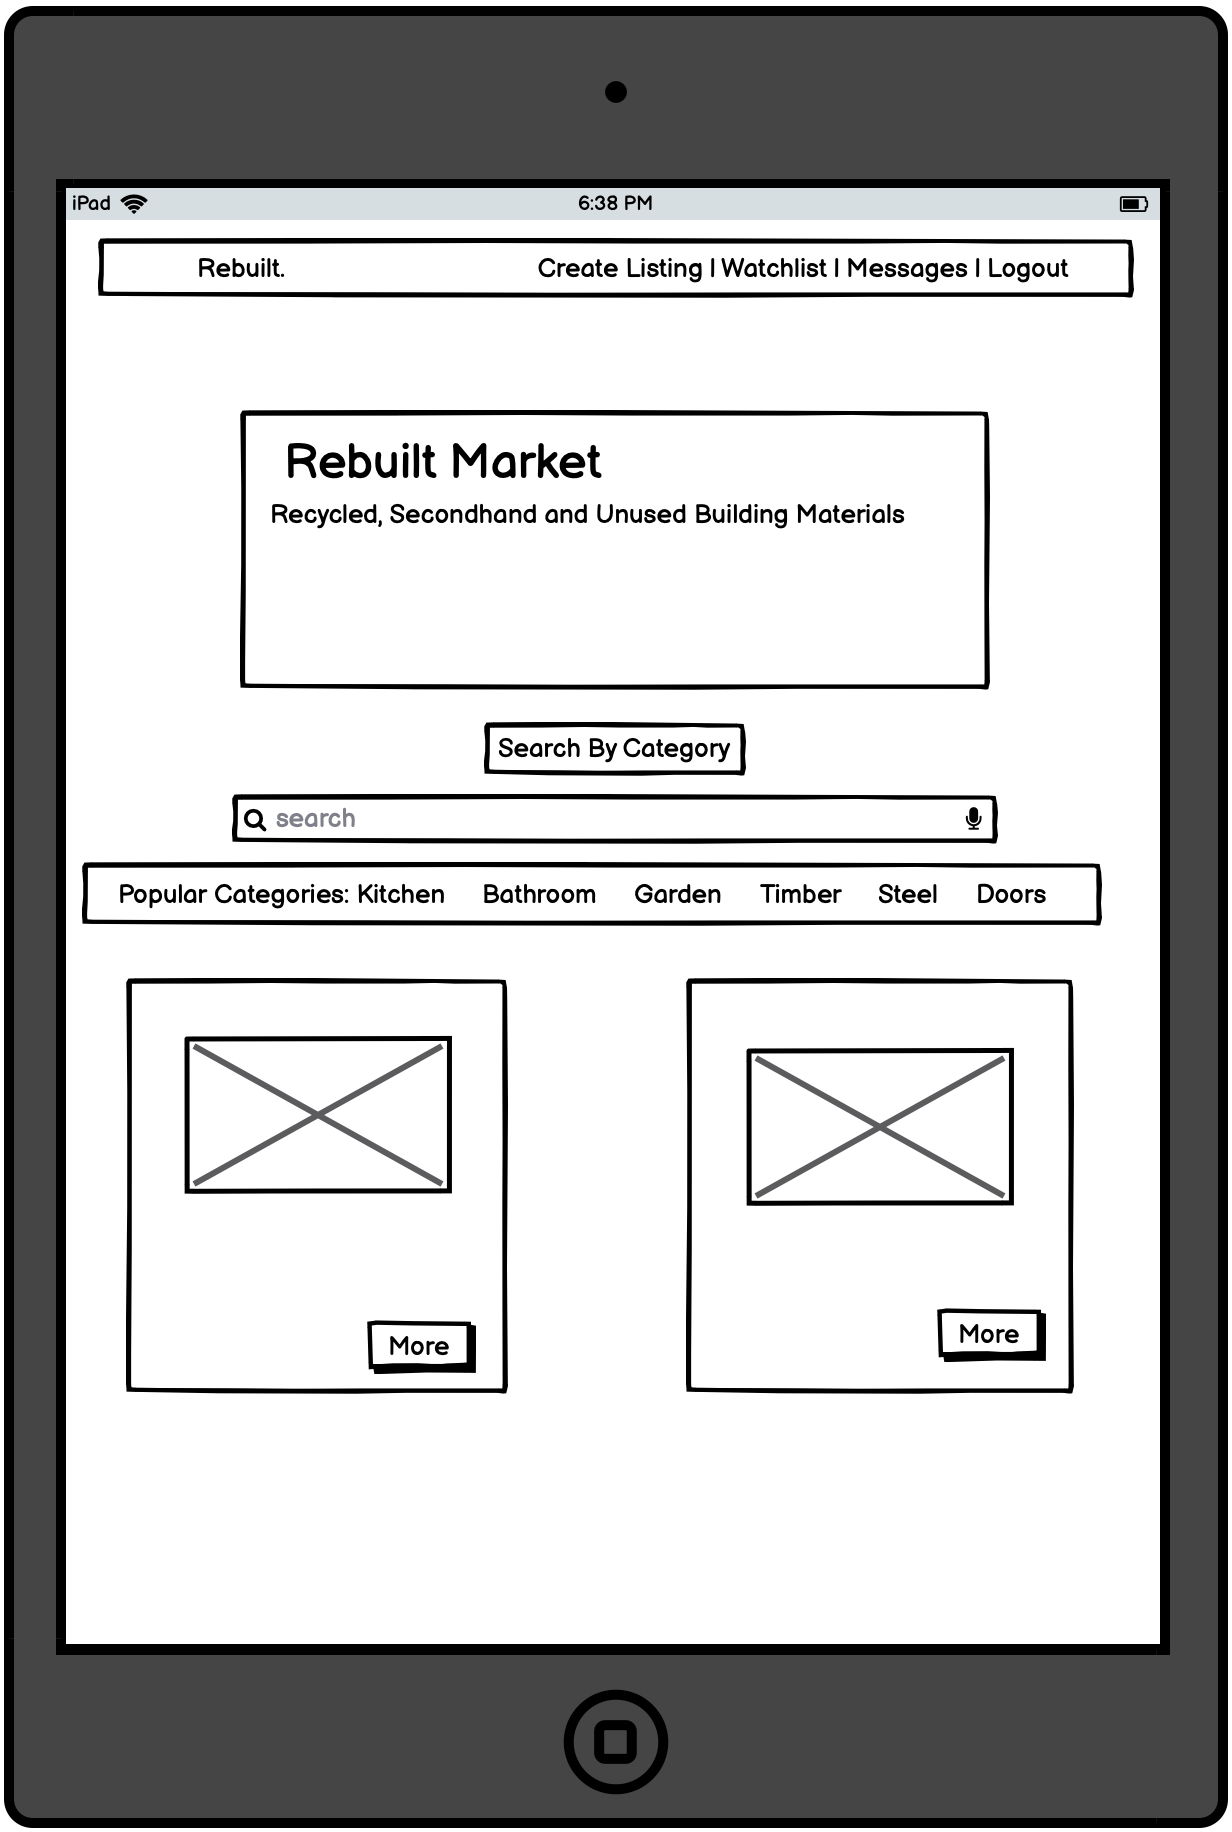 iPad 6:38 PM
Rebuilt. Create Listing | Watchlist | Messages | Logout
Rebuilt Market
Recycled, Secondhand and Unused Building Materials
Search By Category
search
Popular Categories: Kitchen Bathroom Garden Timber Steel Doors
More More